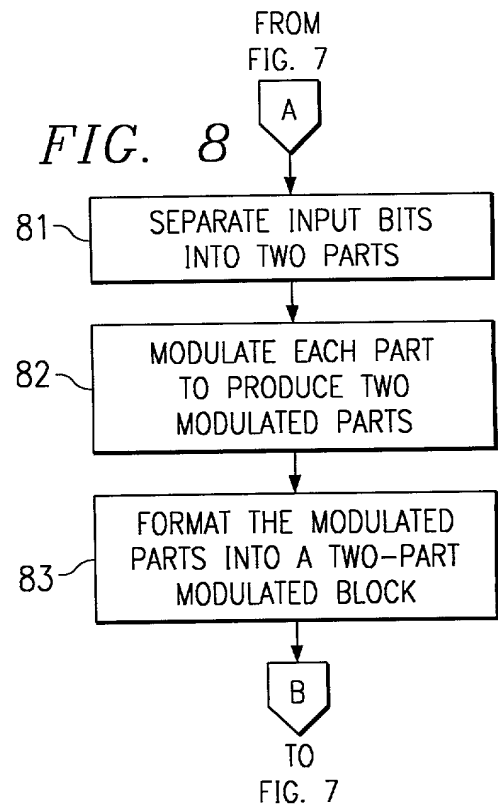 FROM
FIG. 7
A
FIG. 8
81
SEPARATE INPUT BITS
INTO TWO PARTS
82
MODULATE EACH PART
TO PRODUCE TWO
MODULATED PARTS
83
FORMAT THE MODULATED
PARTS INTO A TWO-PART
MODULATED BLOCK
B
TO
FIG. 7